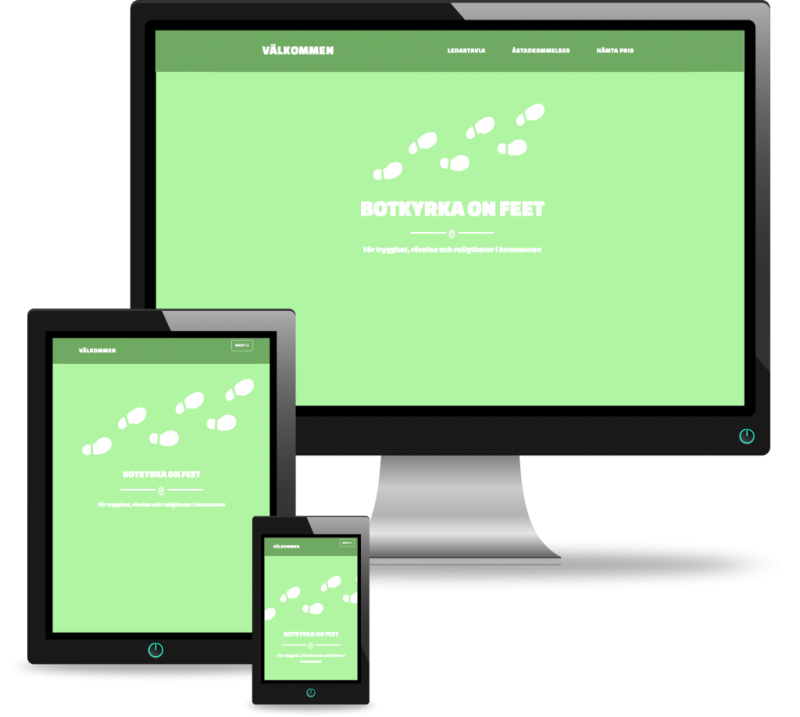 VÄLKOMMEN
LEDARTAVLA
ÅSTADKOMMELSER
HÄMTA PRIS
BOTKYRKA ON FEET
För trygghet, rörelse och roligheter i kommunen
VÄLKOMMEN
MENY
BOTKYRKA ON FEET
För trygghet, rörelse och roligheter i kommunen
VÄLKOMMEN
MENY
BOTKYRKA ON FEET
För trygghet, rörelse och roligheter i
kommunen